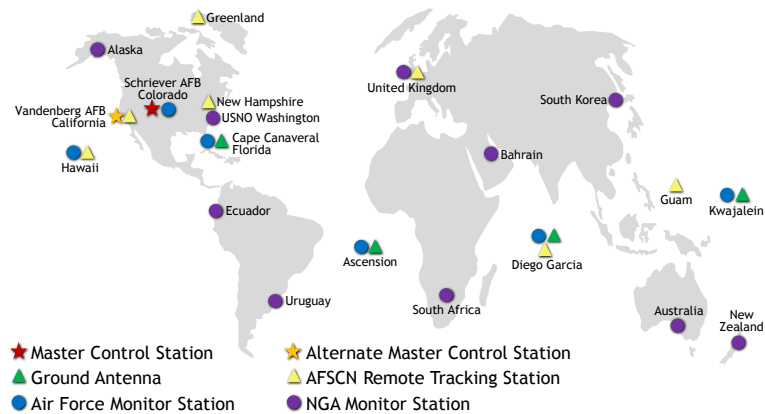 Greenland
Alaska
Schriever AFB
Colorado
Vandenberg AFB
California
New Hampshire
USNO Washington
Cape Canaveral
Florida
Hawaii
United Kingdom
South Korea
Bahrain
Guam
Kwajalein
Ecuador
Ascension
Diego Garcia
Uruguay
South Africa
Australia
New
Zealand
Master Control Station
Alternate Master Control Station
Ground Antenna
AFSCN Remote Tracking Station
Air Force Monitor Station
NGA Monitor Station